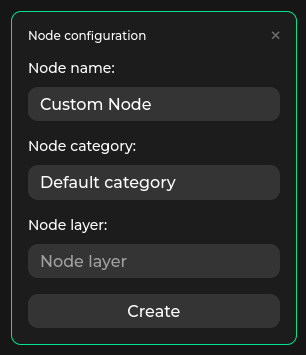 Node configuration ×
Node name:
Custom Node
Node category:
Default category
Node layer:
Node layer
Create